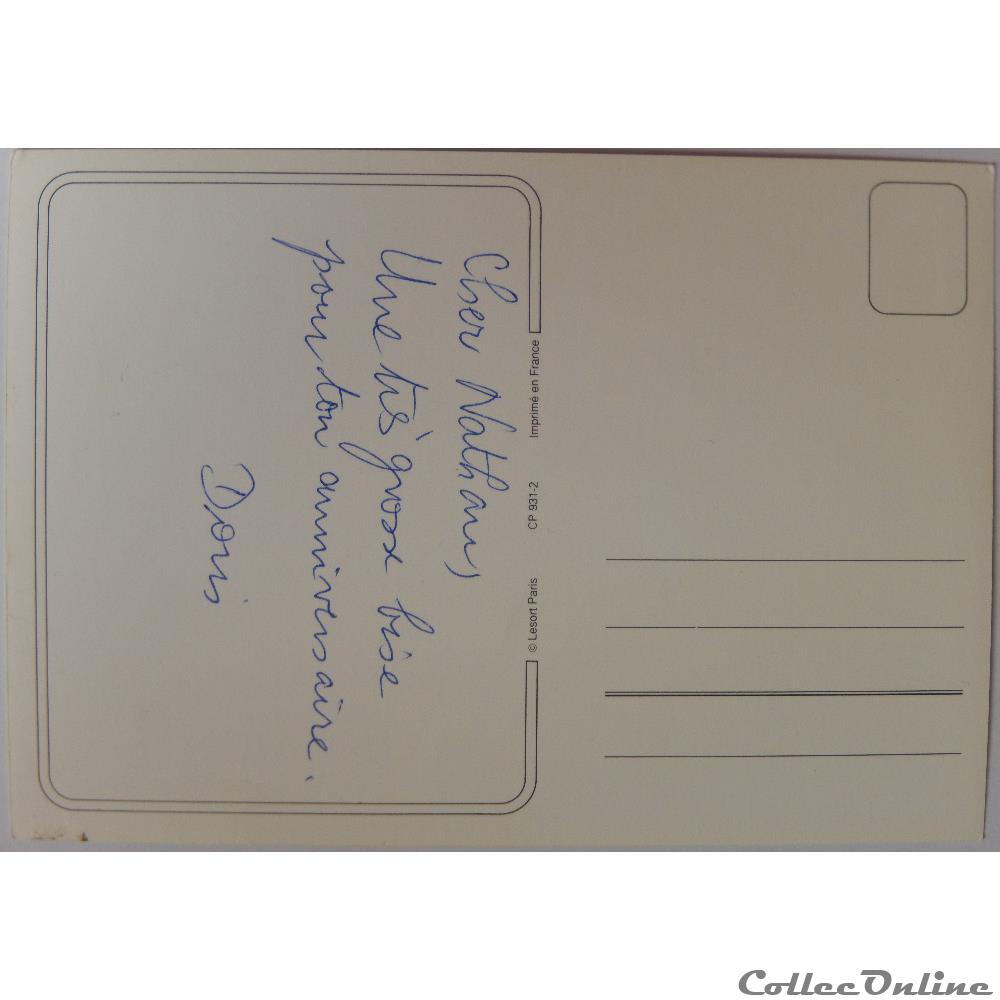 Cher Nathan,
Une très grosse bise
pour ton anniversaire.
Doris
© Lesort Paris CP 931-2 Imprimé en France
CollecOnline